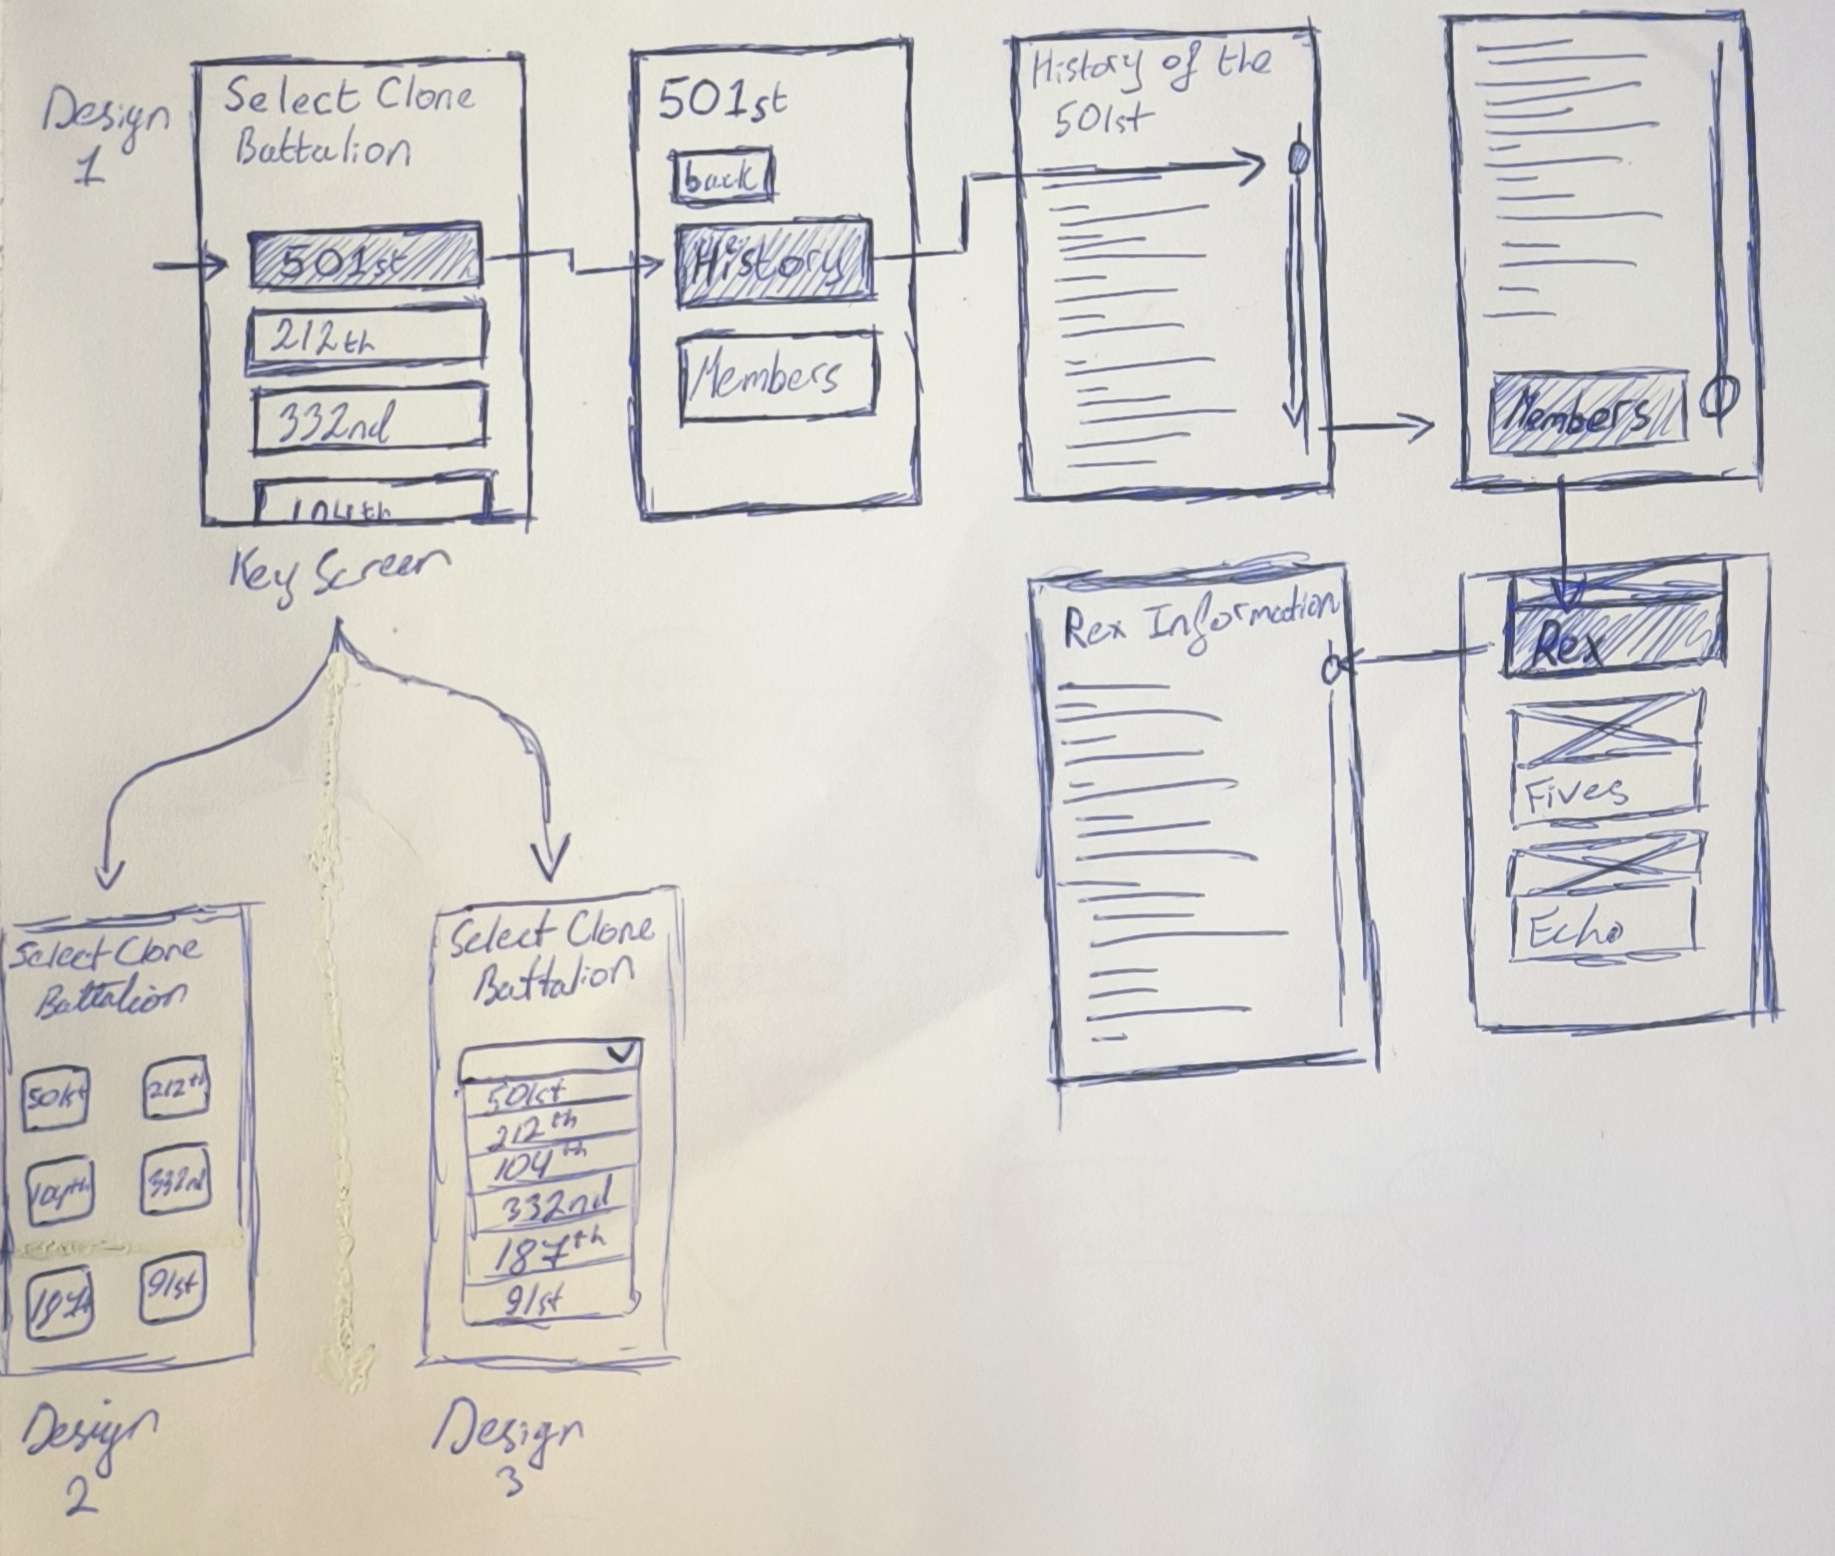 Design
1
Select Clone
Battalion
501st
212th
332nd
104th
Key Screen
501st
back
History
Members
History of the
501st
Members
Rex
Fives
Echo
Rex Information
Select Clone
Battalion
501st
212th
104th
332nd
187th
91st
Design
2
Select Clone
Battalion
501st
212th
104th
332nd
187th
91st
Design
3